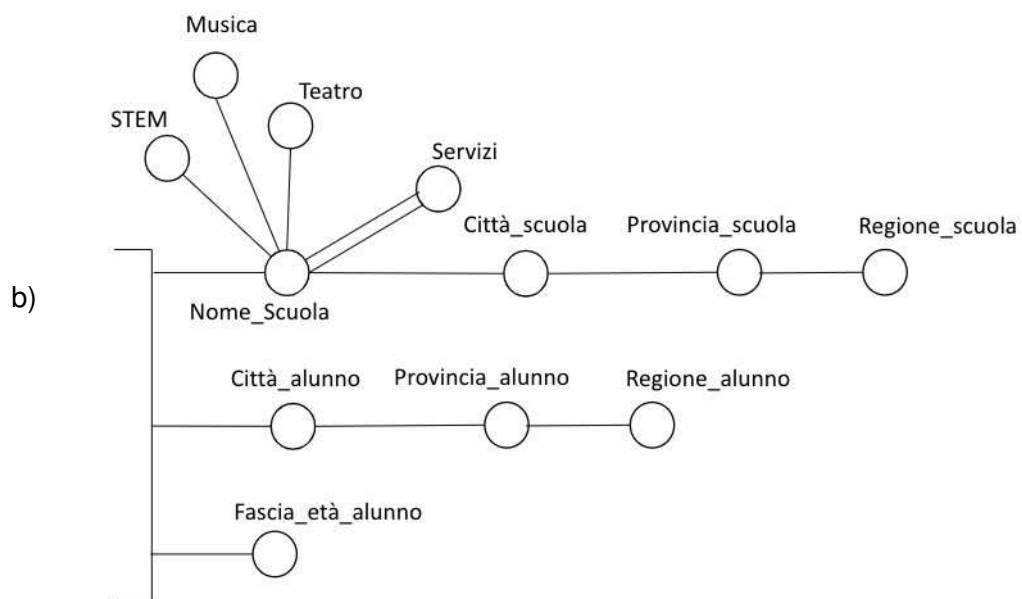 Musica
Teatro
STEM
Servizi
Città_scuola Provincia_scuola Regione_scuola
b)
Nome_Scuola
Città_alunno Provincia_alunno Regione_alunno
Fascia_età_alunno